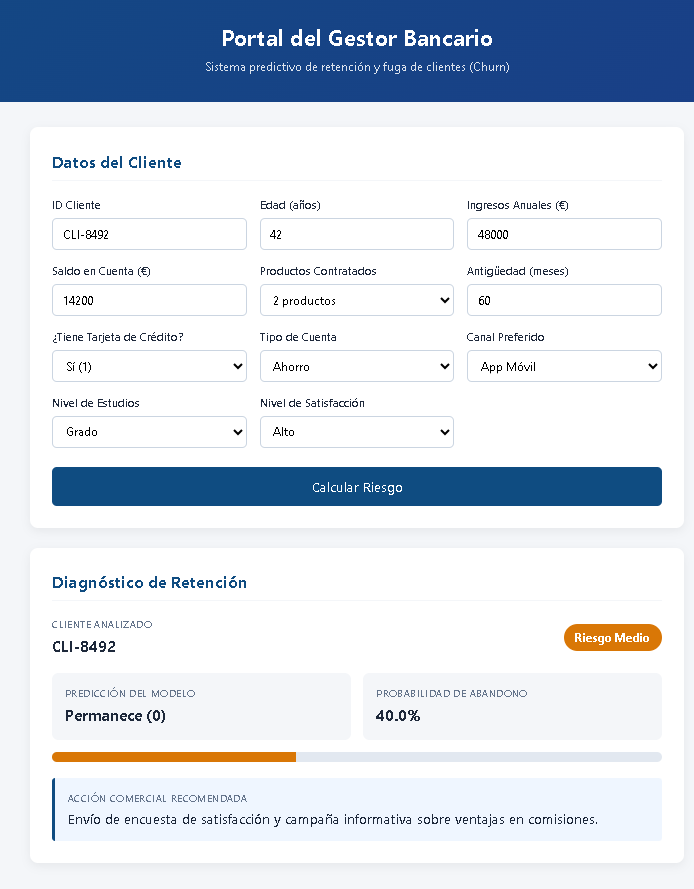 Portal del Gestor Bancario
Sistema predictivo de retención y fuga de clientes (Churn)
Datos del Cliente
ID Cliente
Edad (años)
Ingresos Anuales (€)
CLI-8492
42
48000
Saldo en Cuenta (€)
Productos Contratados
Antigüedad (meses)
14200
2 productos
60
¿Tiene Tarjeta de Crédito?
Tipo de Cuenta
Canal Preferido
Sí (1)
Ahorro
App Móvil
Nivel de Estudios
Nivel de Satisfacción
Grado
Alto
Calcular Riesgo
Diagnóstico de Retención
CLIENTE ANALIZADO
CLI-8492
Riesgo Medio
PREDICCIÓN DEL MODELO
PROBABILIDAD DE ABANDONO
Permanece (0)
40.0%
ACCIÓN COMERCIAL RECOMENDADA
Envío de encuesta de satisfacción y campaña informativa sobre ventajas en comisiones.